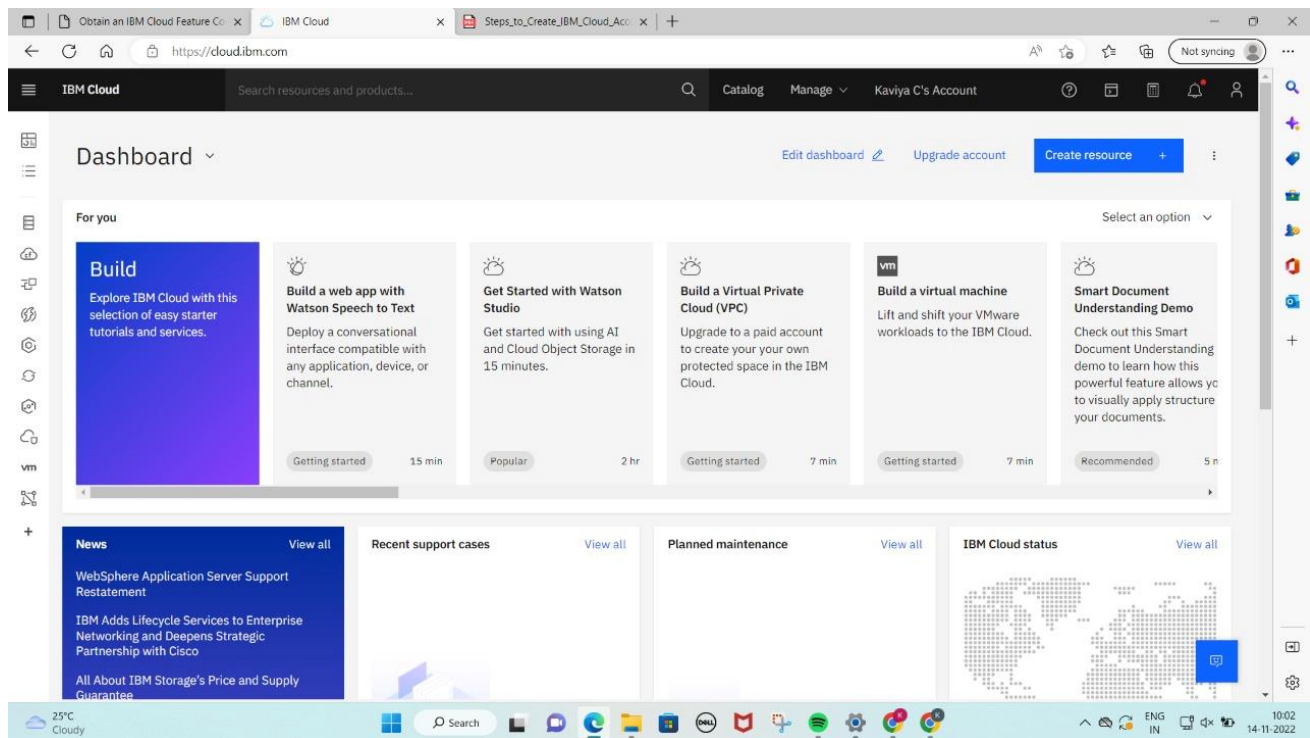 Obtain an IBM Cloud Feature Co
IBM Cloud
Steps_to_Create_IBM_Cloud_Acc
https://cloud.ibm.com
Not syncing
IBM Cloud
Search resources and products...
Catalog
Manage
Kaviya C's Account
Dashboard
Edit dashboard
Upgrade account
Create resource +
For you
Select an option
Build
Explore IBM Cloud with this
selection of easy starter
tutorials and services.
Build a web app with
Watson Speech to Text
Deploy a conversational
interface compatible with
any application, device, or
channel.
Getting started
15 min
Get Started with Watson
Studio
Get started with using AI
and Cloud Object Storage in
15 minutes.
Popular
2 hr
Build a Virtual Private
Cloud (VPC)
Upgrade to a paid account
to create your your own
protected space in the IBM
Cloud.
Getting started
7 min
vm
Build a virtual machine
Lift and shift your VMware
workloads to the IBM Cloud.
Getting started
7 min
Smart Document
Understanding Demo
Check out this Smart
Document Understanding
demo to learn how this
powerful feature allows yo
to visually apply structure
your documents.
Recommended
5 n
vm
News
View all
WebSphere Application Server Support
Restatement
IBM Adds Lifecycle Services to Enterprise
Networking and Deepens Strategic
Partnership with Cisco
All About IBM Storage's Price and Supply
Guarantee
Recent support cases
View all
Planned maintenance
View all
IBM Cloud status
View all
25°C
Cloudy
Search
DELL
ENG
IN
10:02
14-11-2022